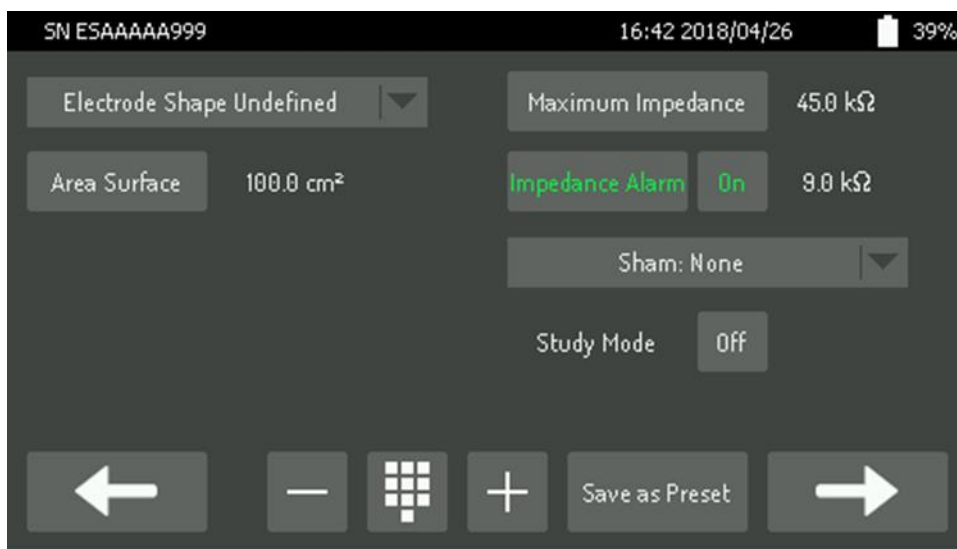 SN ESAAAAA999 16:42 2018/04/26 39%
Electrode Shape Undefined Maximum Impedance 45.0 kΩ
Area Surface 100.0 cm² Impedance Alarm On 9.0 kΩ
Sham: None
Study Mode Off
Save as Preset